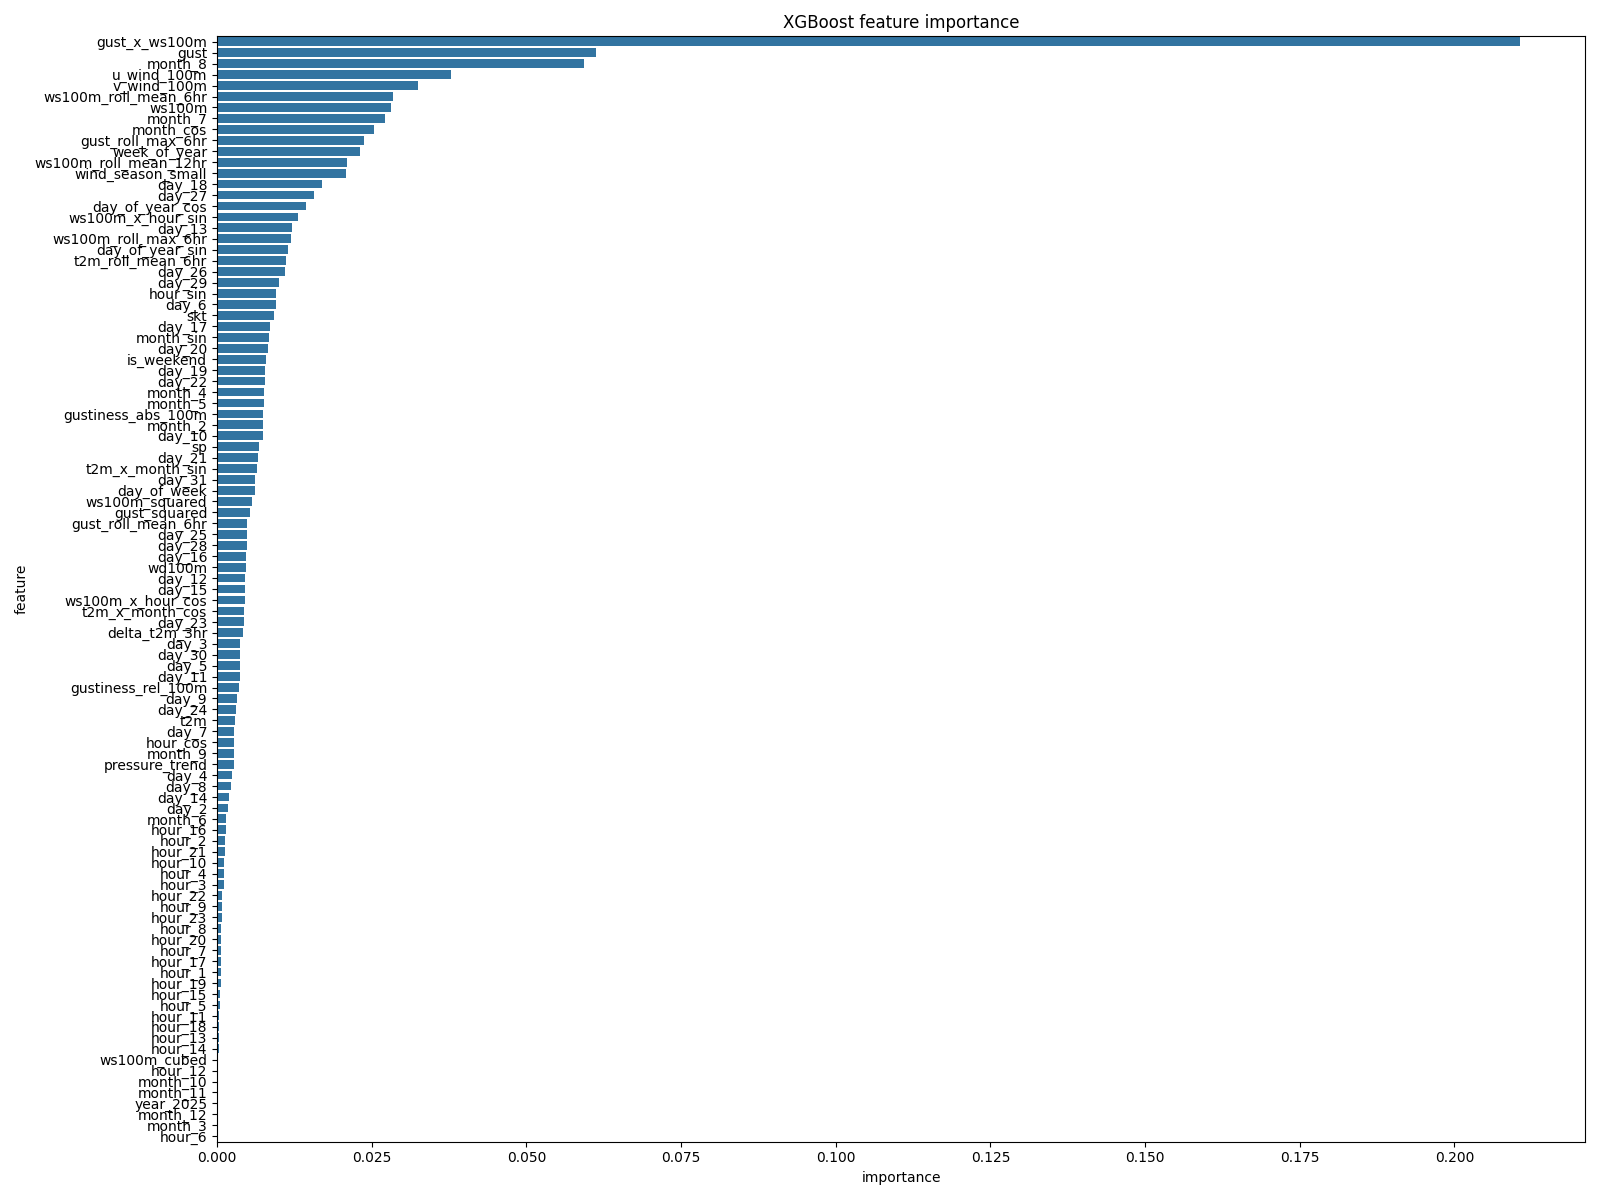 XGBoost feature importance
gust_x_ws100m
gust
month_8
u_wind_100m
v_wind_100m
ws100m_roll_mean_6hr
ws100m
month_7
month_cos
gust_roll_max_6hr
week_of_year
ws100m_roll_mean_12hr
wind_season_small
day_18
day_27
day_of_year_cos
ws100m_x_hour_sin
day_13
ws100m_roll_max_6hr
day_of_year_sin
t2m_roll_mean_6hr
day_26
day_29
hour_sin
day_6
skt
day_17
month_sin
day_20
is_weekend
day_19
day_22
month_4
month_5
gustiness_abs_100m
month_2
day_10
sp
day_21
t2m_x_month_sin
day_31
day_of_week
ws100m_squared
gust_squared
gust_roll_mean_6hr
day_25
day_28
day_16
wd100m
day_12
day_15
ws100m_x_hour_cos
t2m_x_month_cos
day_23
delta_t2m_3hr
day_3
day_30
day_5
day_11
gustiness_rel_100m
day_9
day_24
t2m
day_7
hour_cos
month_9
pressure_trend
day_4
day_8
day_14
day_2
month_6
hour_16
hour_2
hour_21
hour_10
hour_4
hour_3
hour_22
hour_9
hour_23
hour_8
hour_20
hour_7
hour_17
hour_1
hour_19
hour_15
hour_5
hour_11
hour_18
hour_13
hour_14
ws100m_cubed
hour_12
month_10
month_11
year_2025
month_12
month_3
hour_6
feature
0.000 0.025 0.050 0.075 0.100 0.125 0.150 0.175 0.200
importance